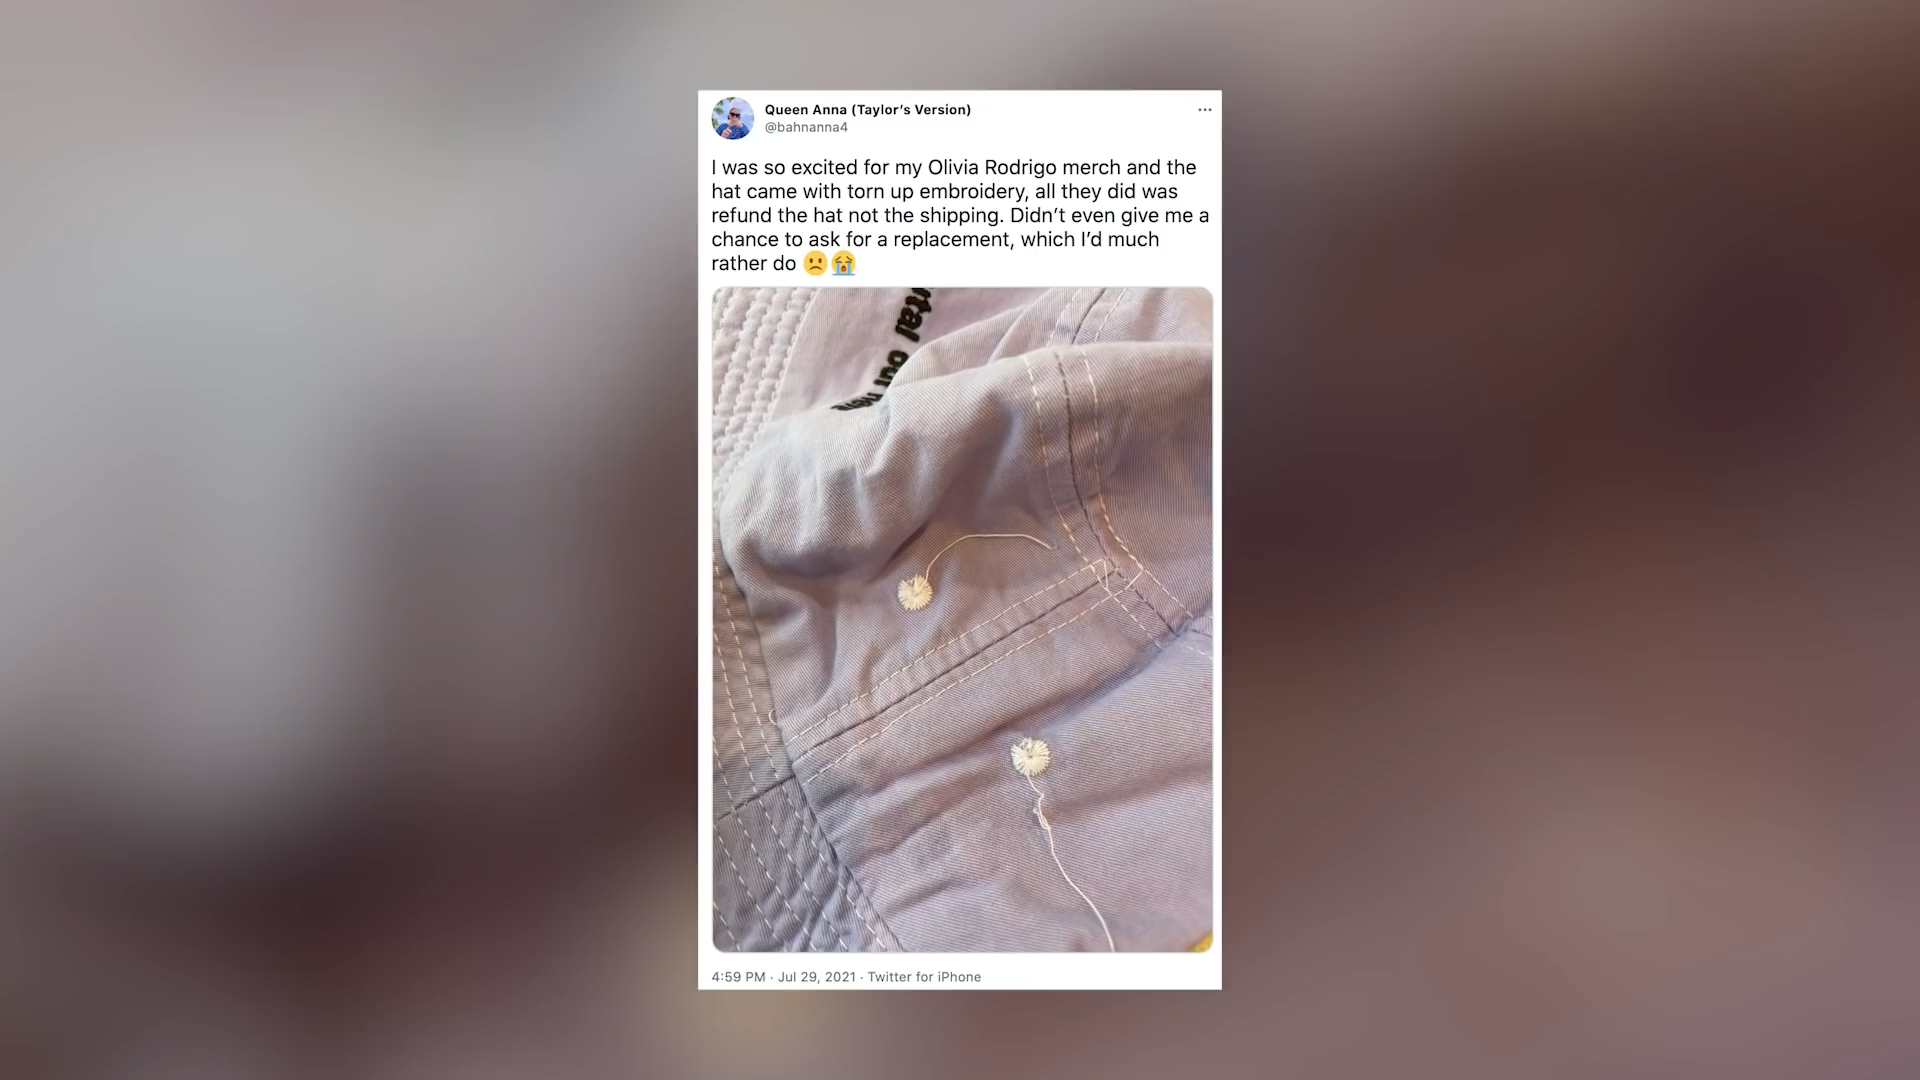 Queen Anna (Taylor’s Version)
@bahnanna4
I was so excited for my Olivia Rodrigo merch and the
hat came with torn up embroidery, all they did was
refund the hat not the shipping. Didn’t even give me a
chance to ask for a replacement, which I’d much
rather do 🙁😭
4:59 PM · Jul 29, 2021 · Twitter for iPhone